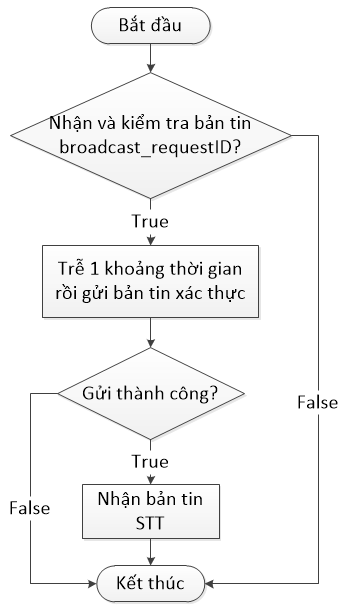 Bắt đầu
Nhận và kiểm tra bản tin
broadcast_requestID?
True
Trễ 1 khoảng thời gian
rồi gửi bản tin xác thực
Gửi thành công?
False
True
False
Nhận bản tin
STT
Kết thúc